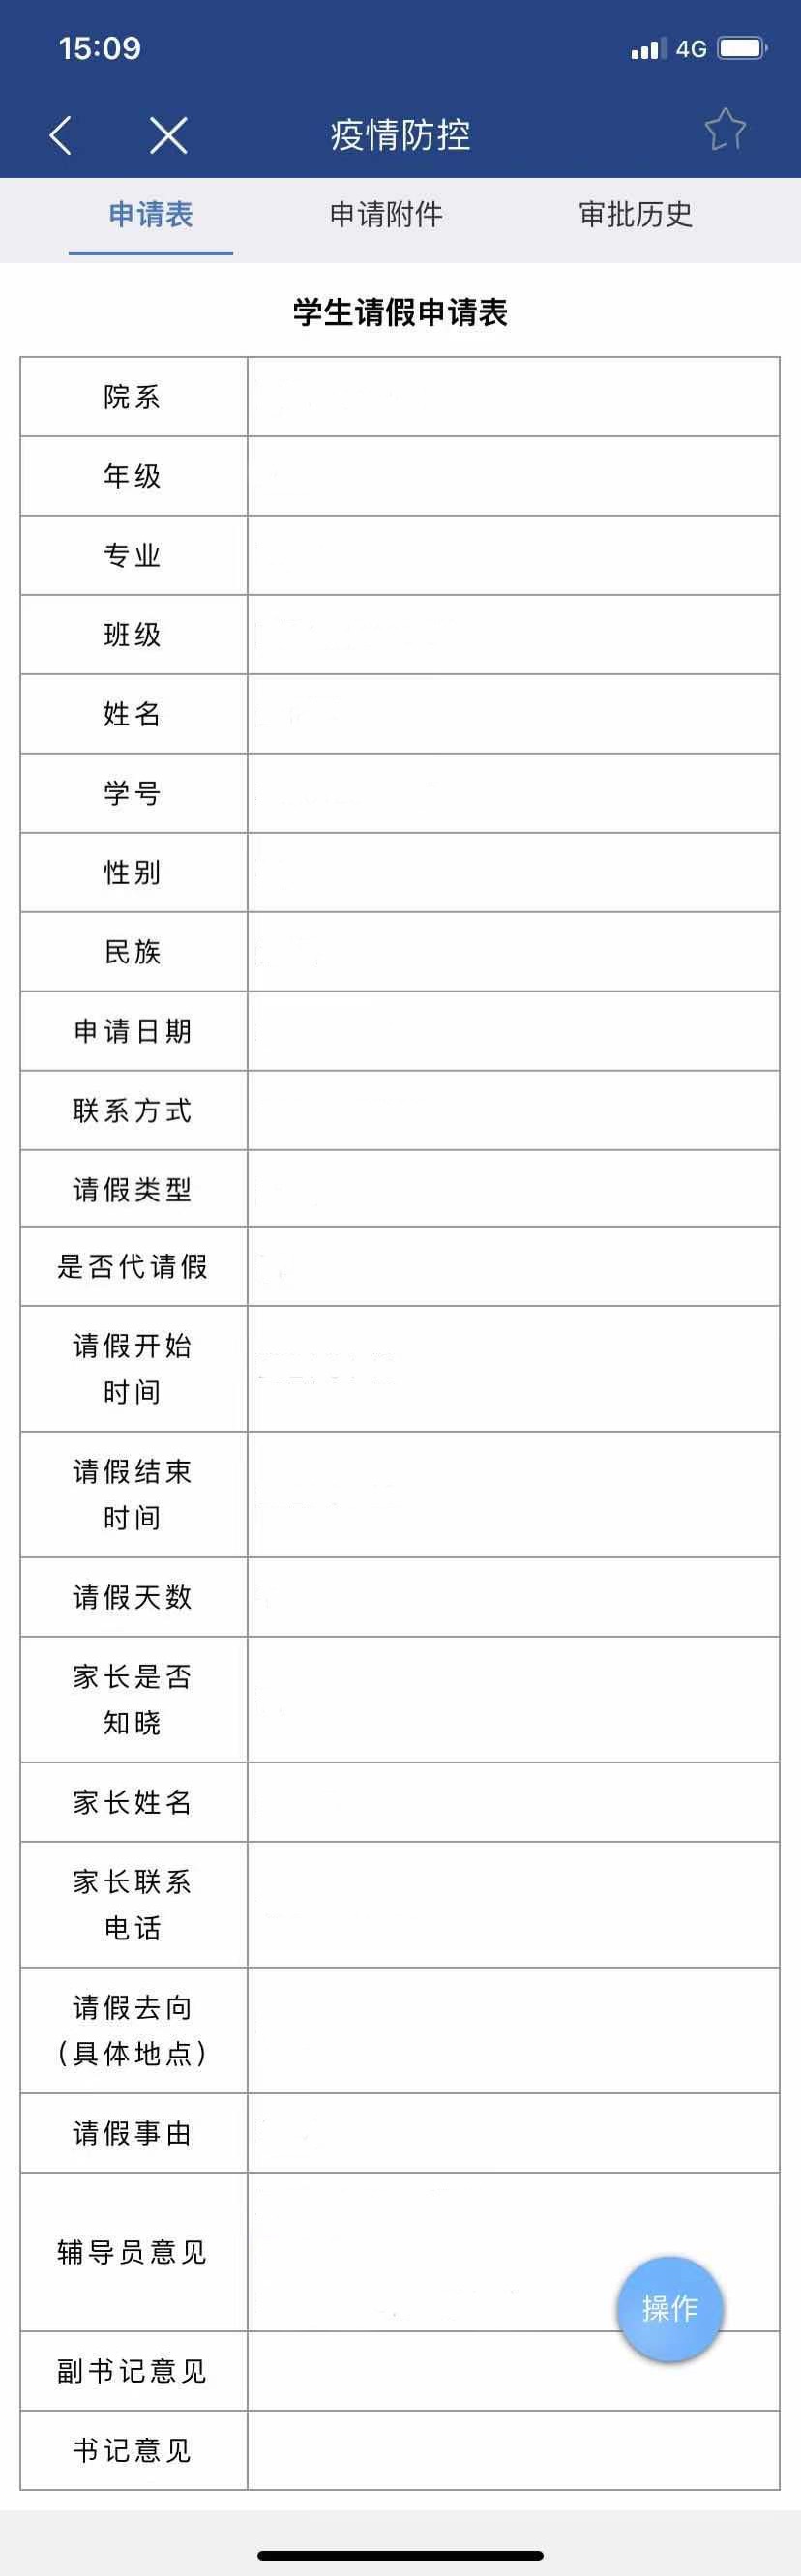 15:09
4G
疫情防控
申请表 申请附件 审批历史
学生请假申请表
院系
年级
专业
班级
姓名
学号
性别
民族
申请日期
联系方式
请假类型
是否代请假
请假开始
时间
请假结束
时间
请假天数
家长是否
知晓
家长姓名
家长联系
电话
请假去向
（具体地点）
请假事由
辅导员意见
操作
副书记意见
书记意见